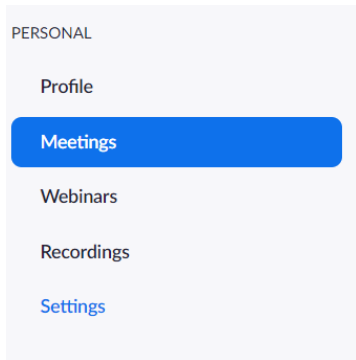 PERSONAL
Profile
Meetings
Webinars
Recordings
Settings